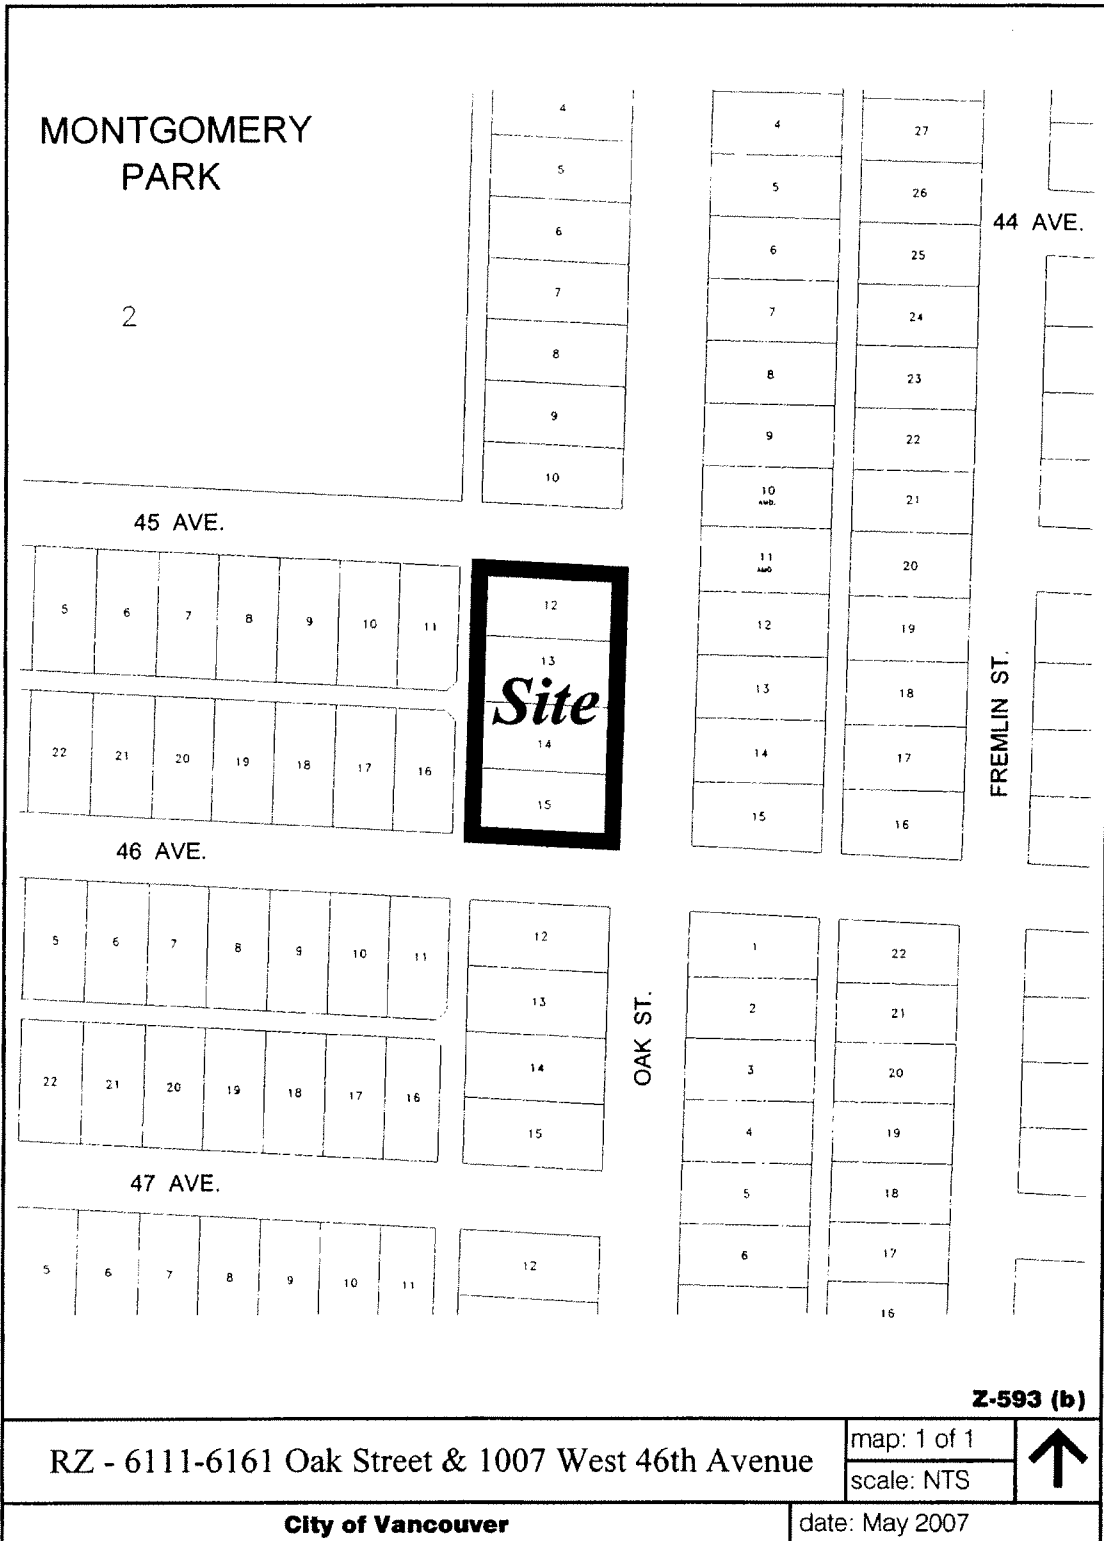 MONTGOMERY
PARK
2
4
5
6
7
8
9
10
4
5
6
7
8
9
10
AMD.
11
AMD
12
13
14
15
27
26
25
24
23
22
21
20
19
18
17
16
44 AVE.
45 AVE.
5 6 7 8 9 10 11
22 21 20 19 18 17 16
12
13
Site
14
15
FREMLIN ST.
46 AVE.
5 6 7 8 9 10 11
22 21 20 19 18 17 16
12
13
14
15
OAK ST.
1
2
3
4
5
6
22
21
20
19
18
17
16
47 AVE.
5 6 7 8 9 10 11
12
Z-593 (b)
RZ - 6111-6161 Oak Street & 1007 West 46th Avenue
map: 1 of 1
scale: NTS
City of Vancouver
date: May 2007